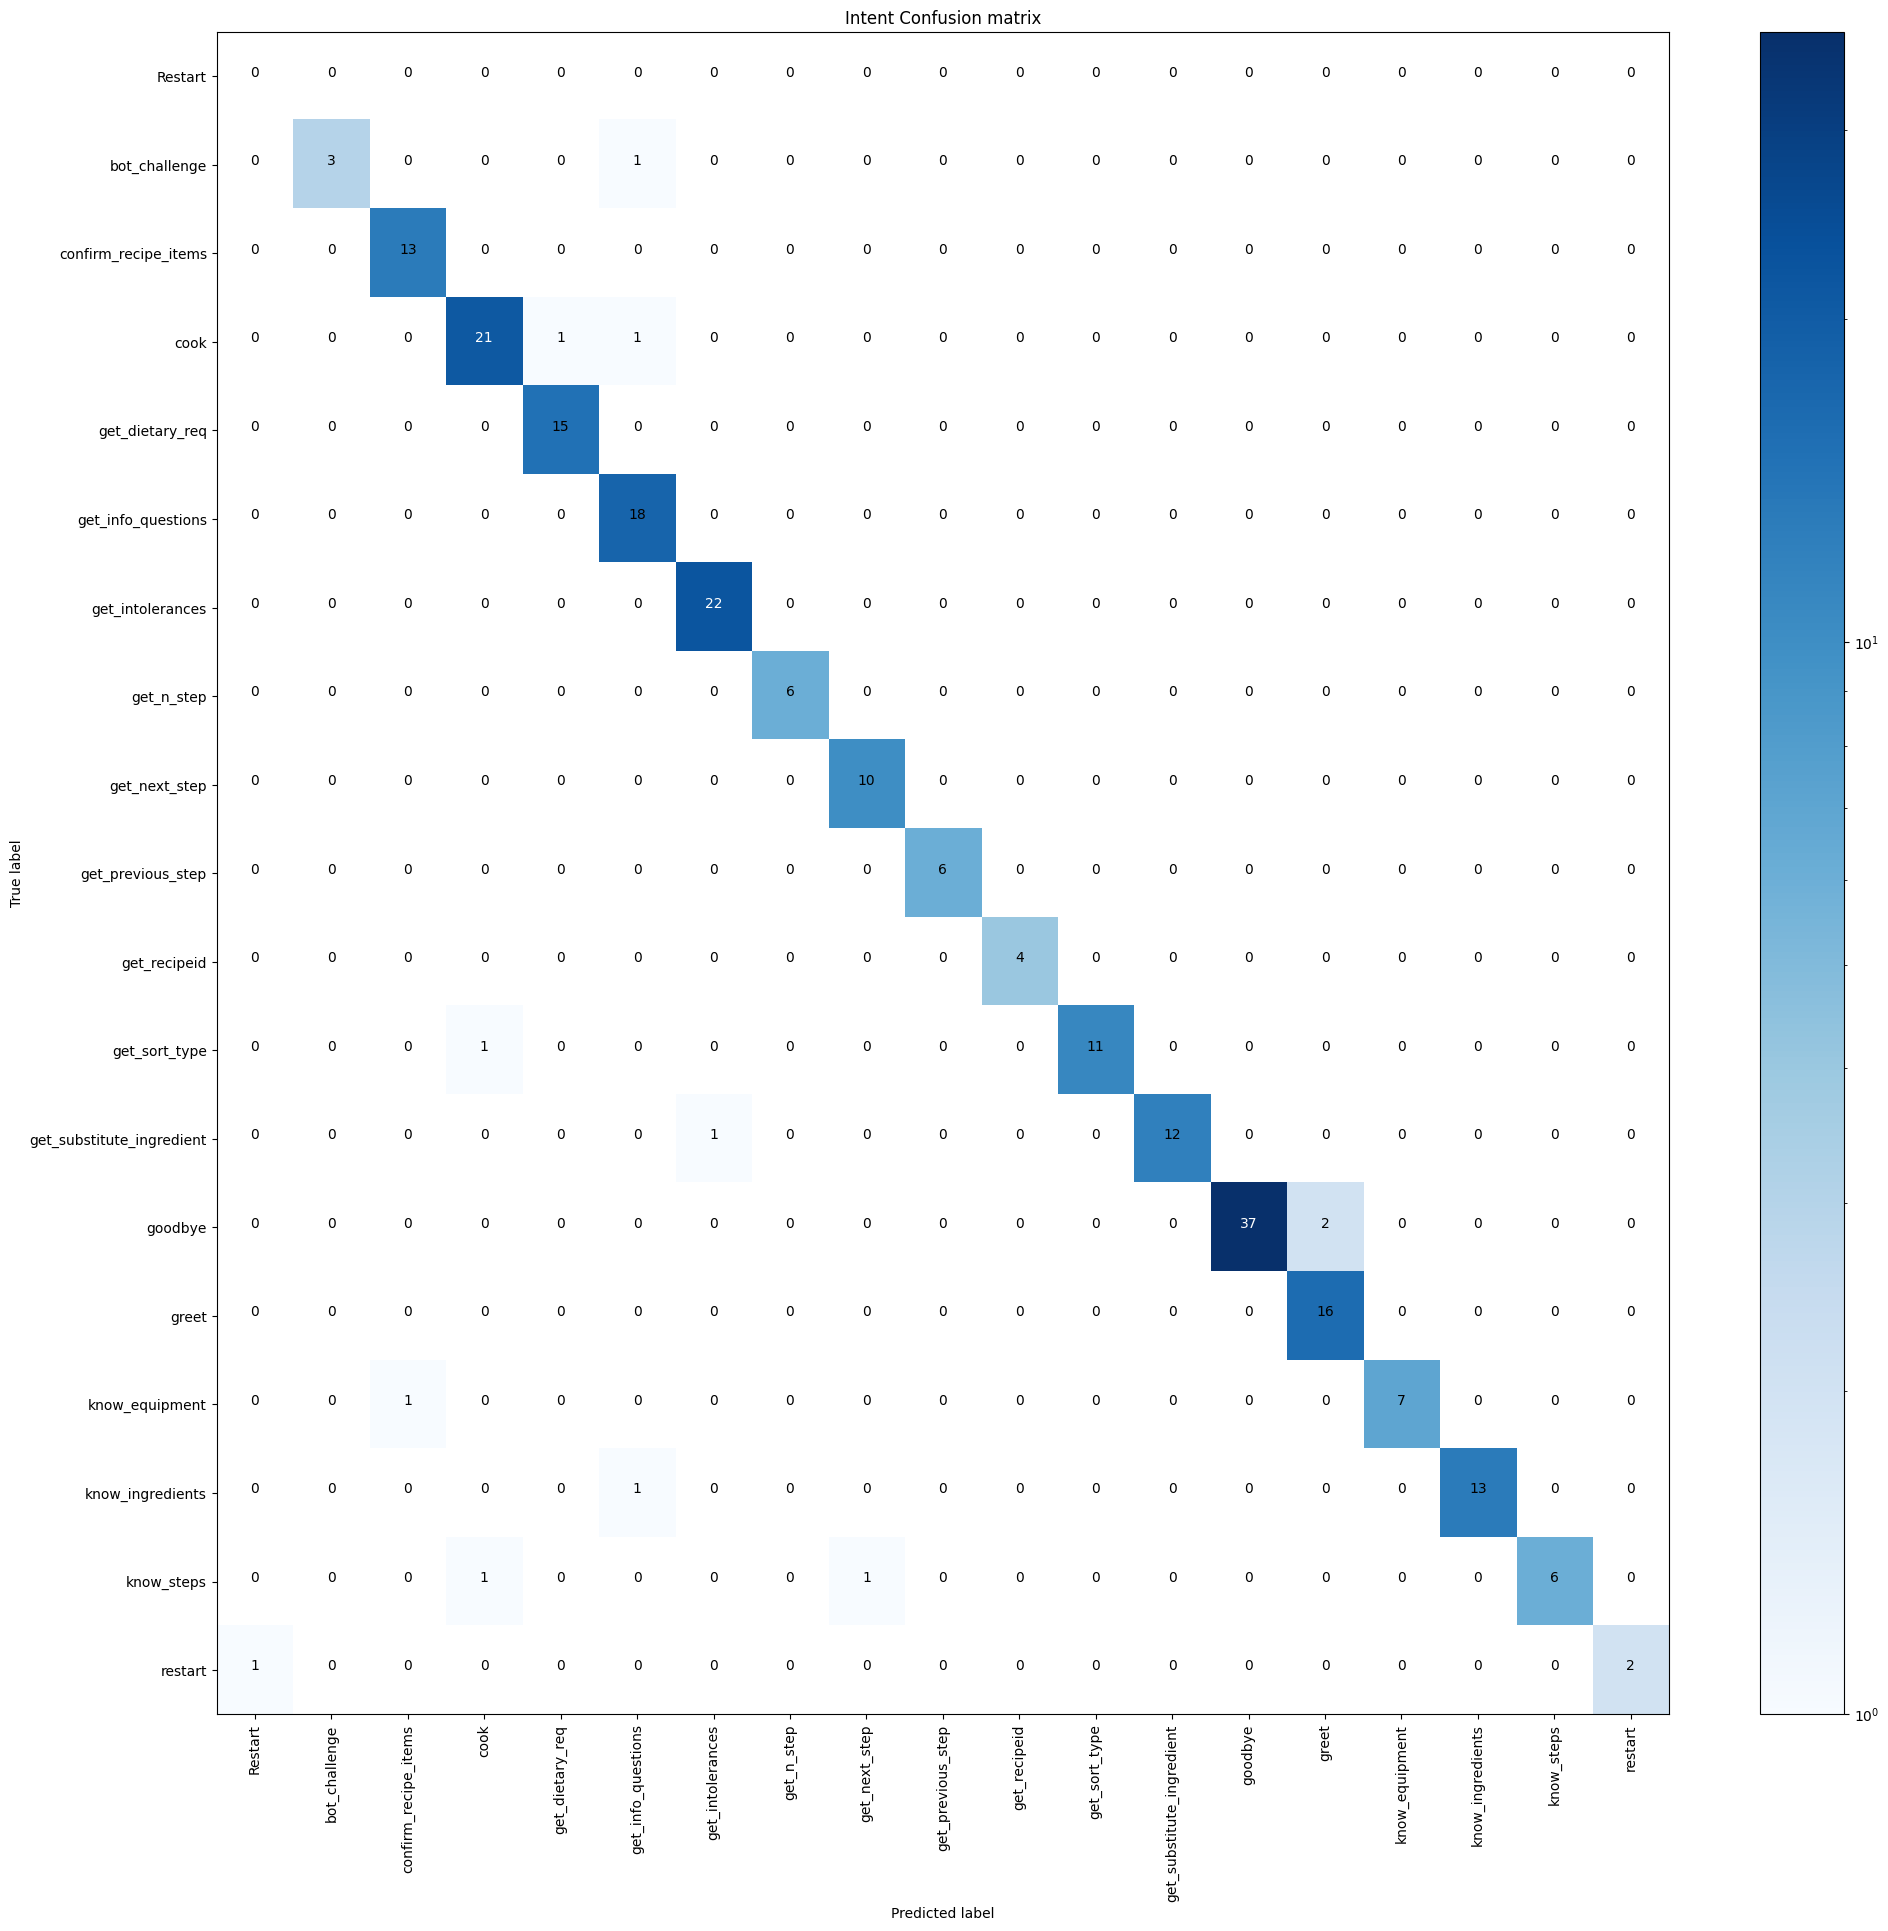 Intent Confusion matrix
True label
Restart 0 0 0 0 0 0 0 0 0 0 0 0 0 0 0 0 0 0 0
bot_challenge 0 3 0 0 0 1 0 0 0 0 0 0 0 0 0 0 0 0 0
confirm_recipe_items 0 0 13 0 0 0 0 0 0 0 0 0 0 0 0 0 0 0 0
cook 0 0 0 21 1 1 0 0 0 0 0 0 0 0 0 0 0 0 0
get_dietary_req 0 0 0 0 15 0 0 0 0 0 0 0 0 0 0 0 0 0 0
get_info_questions 0 0 0 0 0 18 0 0 0 0 0 0 0 0 0 0 0 0 0
get_intolerances 0 0 0 0 0 0 22 0 0 0 0 0 0 0 0 0 0 0 0
get_n_step 0 0 0 0 0 0 0 6 0 0 0 0 0 0 0 0 0 0 0
get_next_step 0 0 0 0 0 0 0 0 10 0 0 0 0 0 0 0 0 0 0
get_previous_step 0 0 0 0 0 0 0 0 0 6 0 0 0 0 0 0 0 0 0
get_recipeid 0 0 0 0 0 0 0 0 0 0 4 0 0 0 0 0 0 0 0
get_sort_type 0 0 0 1 0 0 0 0 0 0 0 11 0 0 0 0 0 0 0
get_substitute_ingredient 0 0 0 0 0 0 1 0 0 0 0 0 12 0 0 0 0 0 0
goodbye 0 0 0 0 0 0 0 0 0 0 0 0 0 37 2 0 0 0 0
greet 0 0 0 0 0 0 0 0 0 0 0 0 0 0 16 0 0 0 0
know_equipment 0 0 1 0 0 0 0 0 0 0 0 0 0 0 0 7 0 0 0
know_ingredients 0 0 0 0 0 1 0 0 0 0 0 0 0 0 0 0 13 0 0
know_steps 0 0 0 1 0 0 0 0 1 0 0 0 0 0 0 0 0 6 0
restart 1 0 0 0 0 0 0 0 0 0 0 0 0 0 0 0 0 0 2
Restart
bot_challenge
confirm_recipe_items
cook
get_dietary_req
get_info_questions
get_intolerances
get_n_step
get_next_step
get_previous_step
get_recipeid
get_sort_type
get_substitute_ingredient
goodbye
greet
know_equipment
know_ingredients
know_steps
restart
Predicted label
10¹
10⁰